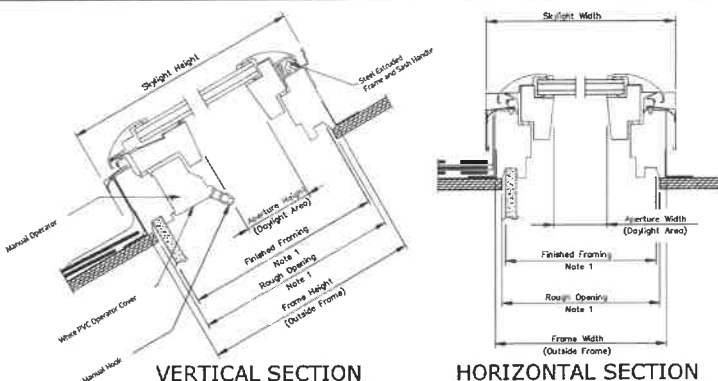 Skylight Height
Steel Extruded
Frame and Sash Handle
Manual Operator
Aperture Height
(Daylight Area)
Finished Framing
Note 1
Rough Opening
Note 1
Frame Height
(Outside Frame)
White PVC Operator Cover
Manual Hook
VERTICAL SECTION
Skylight Width
Aperture Width
(Daylight Area)
Finished Framing
Note 1
Rough Opening
Note 1
Frame Width
(Outside Frame)
HORIZONTAL SECTION